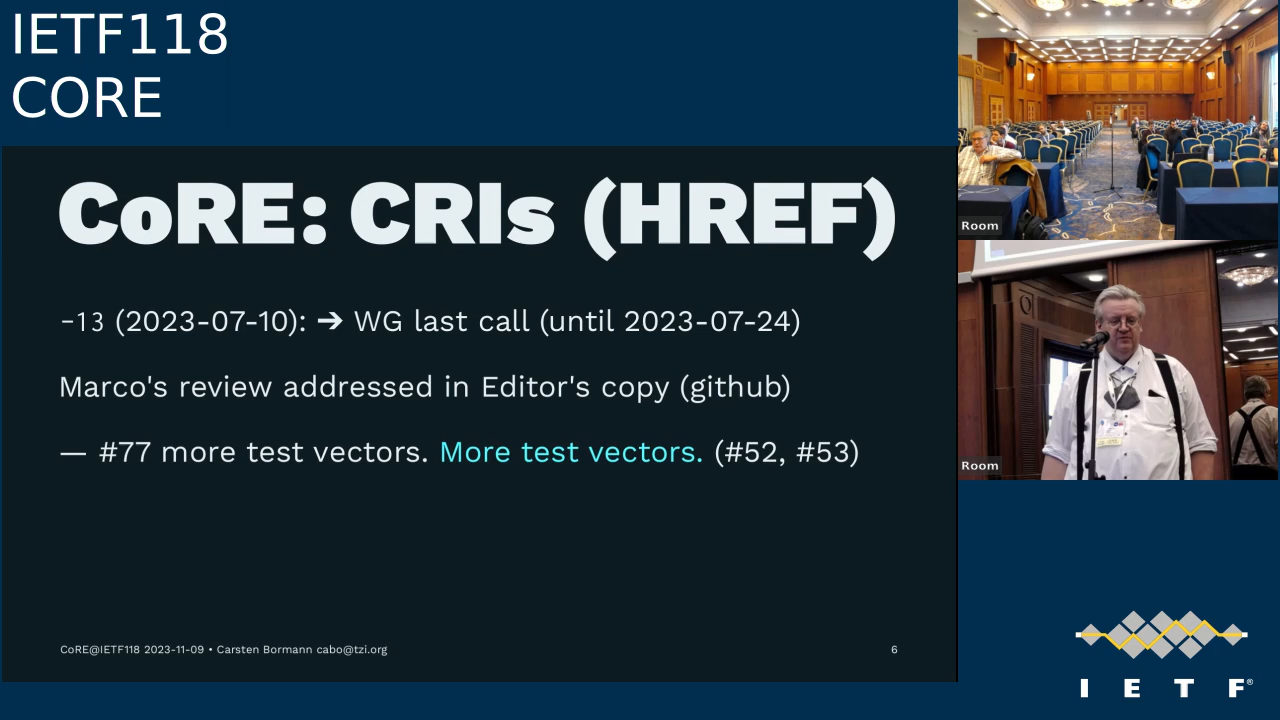 IETF118
CORE
CoRE: CRIs (HREF)
-13 (2023-07-10): ➔ WG last call (until 2023-07-24)
Marco's review addressed in Editor's copy (github)
— #77 more test vectors. More test vectors. (#52, #53)
CoRE@IETF118 2023-11-09 • Carsten Bormann cabo@tzi.org
6
Room
Room
I E T F®